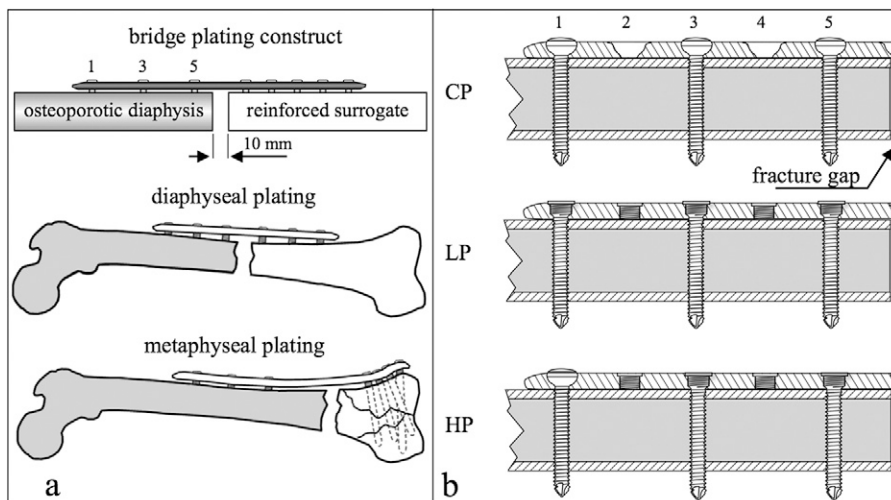 bridge plating construct
1 3 5
osteoporotic diaphysis
reinforced surrogate
10 mm
diaphyseal plating
metaphyseal plating
a
1 2 3 4 5
CP
fracture gap
LP
HP
b